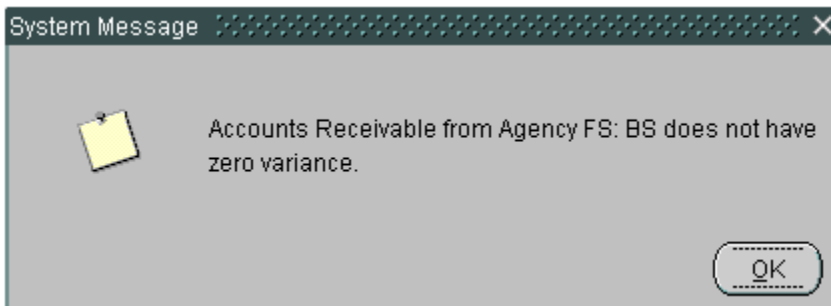 System Message
Accounts Receivable from Agency FS: BS does not have
zero variance.
OK